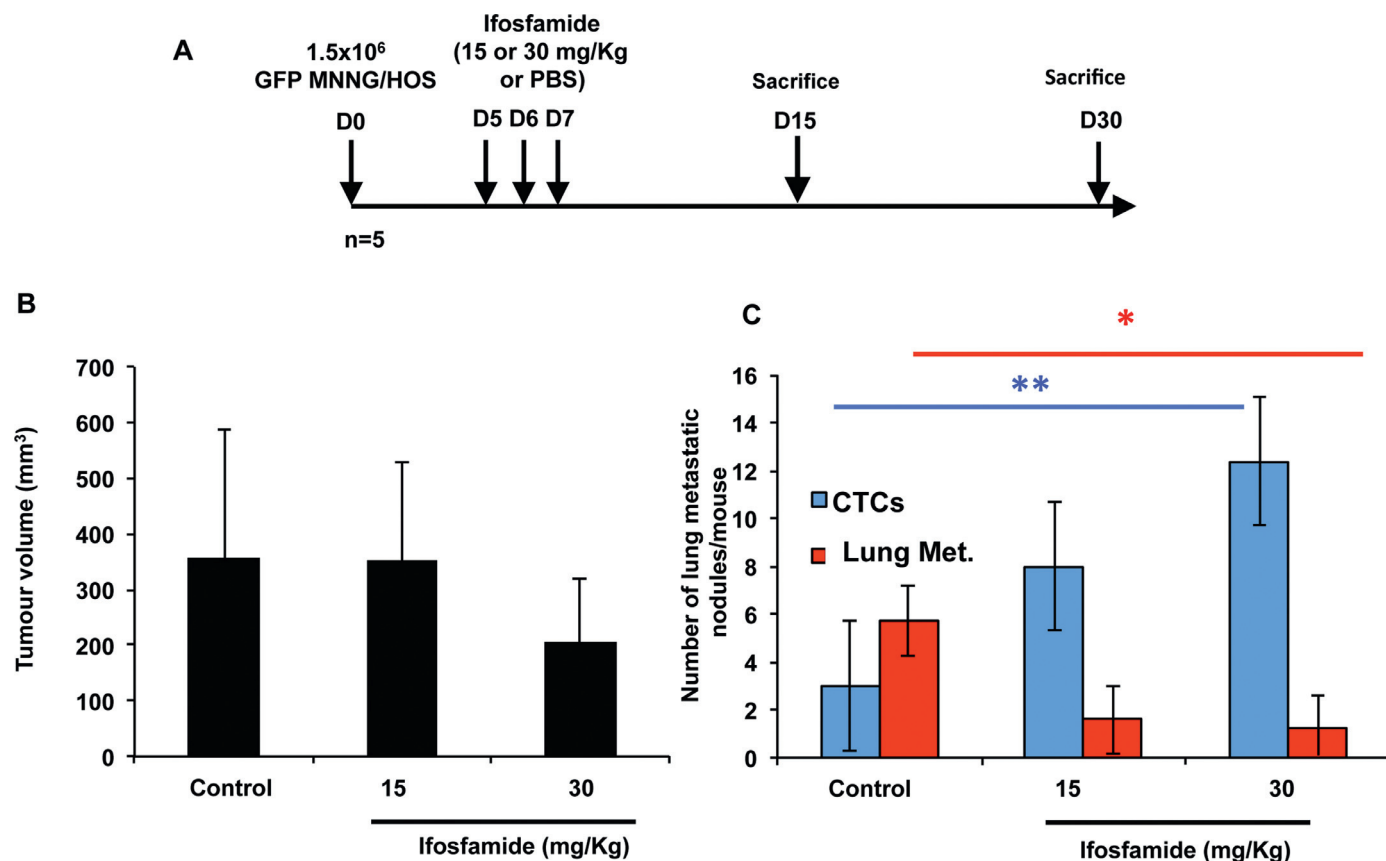 A
1.5x10⁶
GFP MNNG/HOS
Ifosfamide
(15 or 30 mg/Kg
or PBS)
Sacrifice
Sacrifice
D0
D5 D6 D7
D15
D30
n=5
B
Tumour volume (mm³)
700
600
500
400
300
200
100
0
Control
15
30
Ifosfamide (mg/Kg)
C
*
**
Number of lung metastatic
nodules/mouse
16
14
12
10
8
6
4
2
0
CTCs
Lung Met.
Control
15
30
Ifosfamide (mg/Kg)